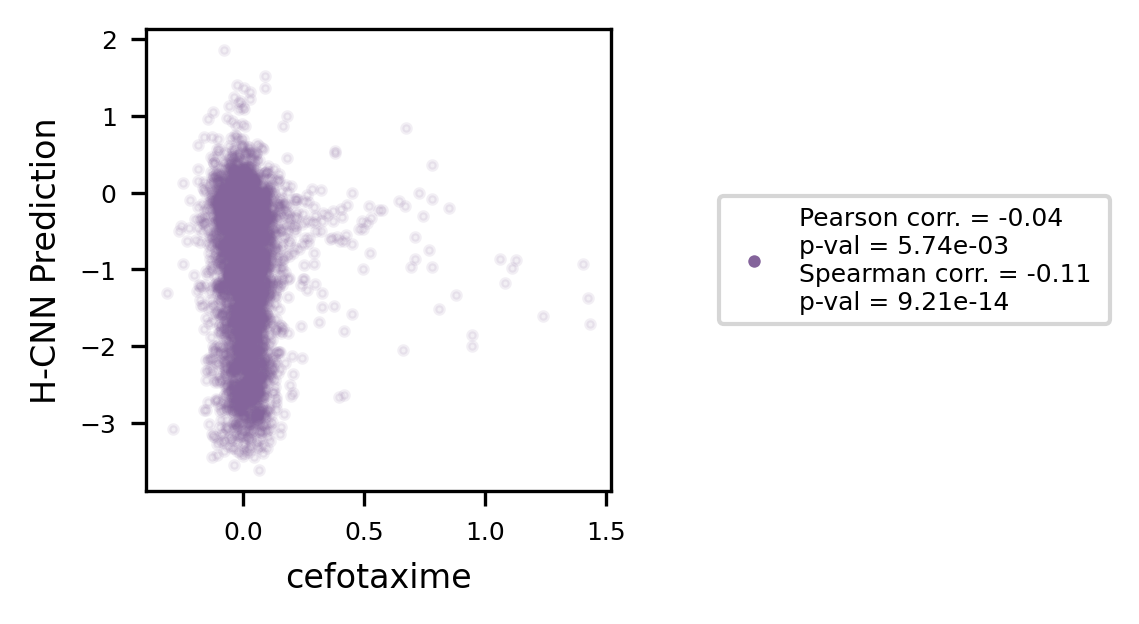 2
1
0
−1
−2
−3
H-CNN Prediction
0.0 0.5 1.0 1.5
cefotaxime
Pearson corr. = -0.04
p-val = 5.74e-03
Spearman corr. = -0.11
p-val = 9.21e-14